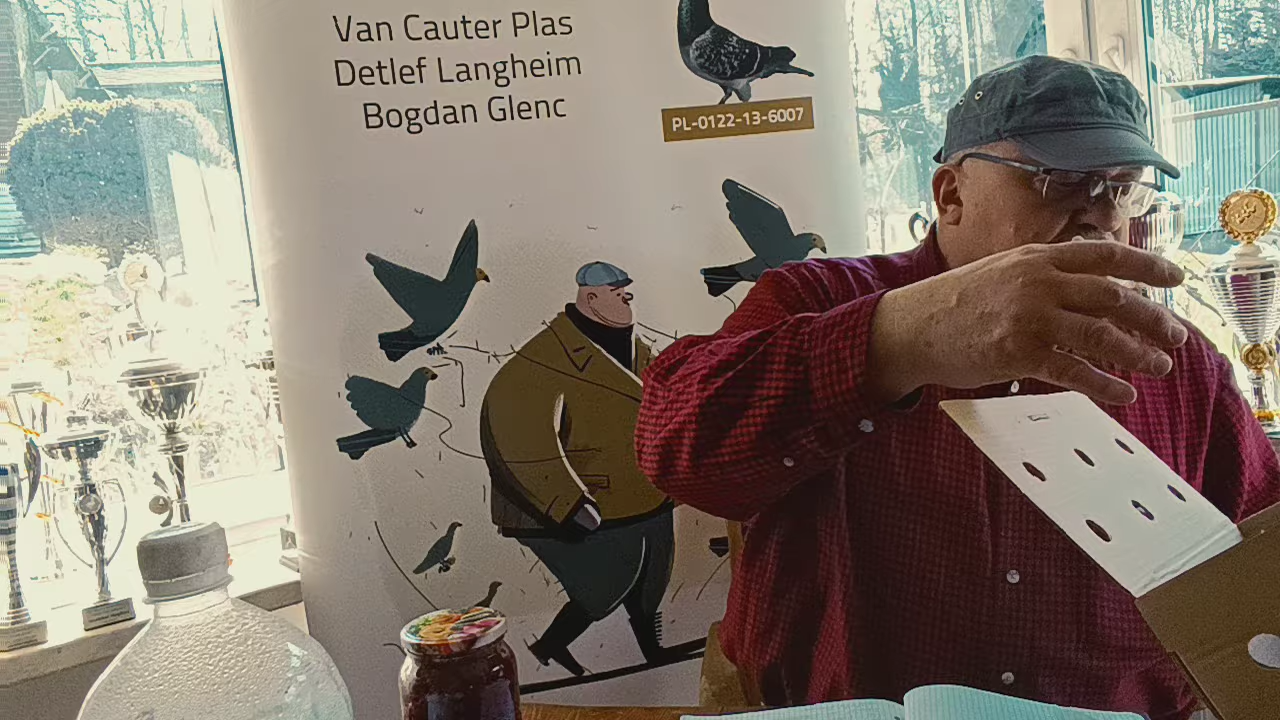 Van Cauter Plas
Detlef Langheim
Bogdan Glenc
PL-0122-13-6007